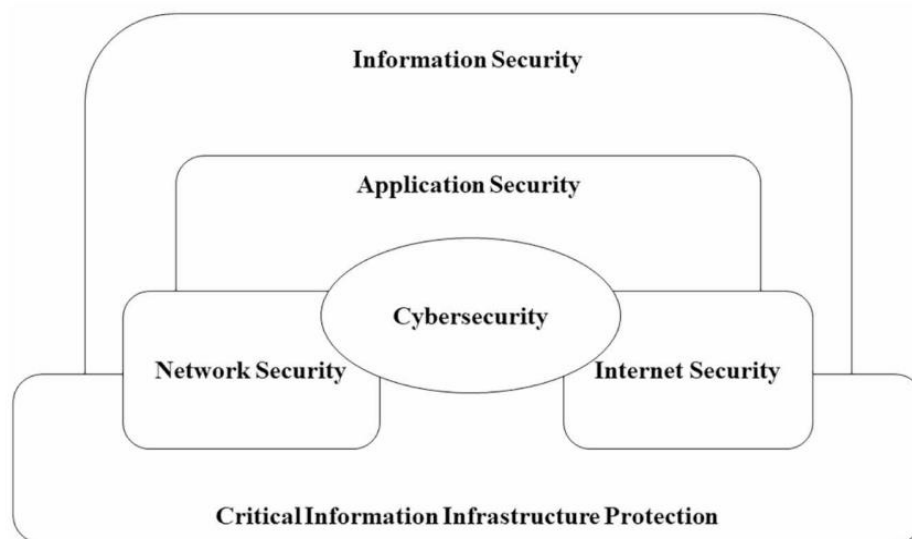 Information Security
Application Security
Cybersecurity
Network Security
Internet Security
Critical Information Infrastructure Protection